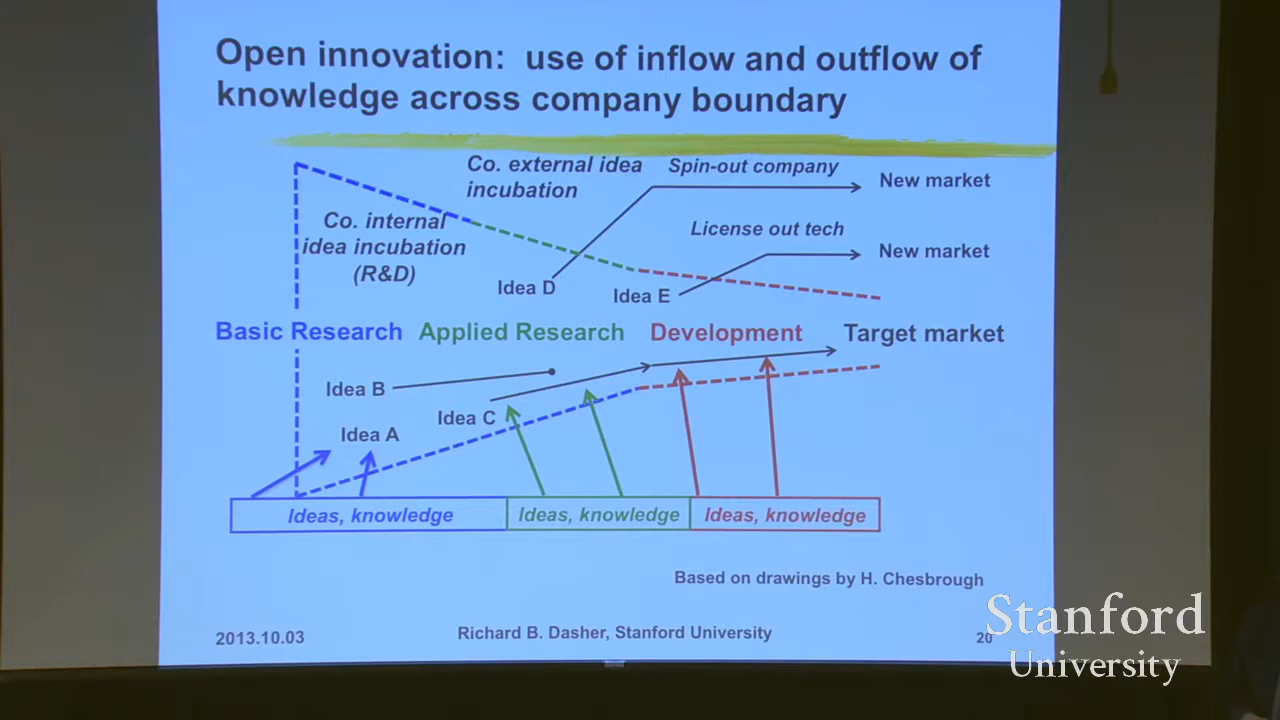 Open innovation: use of inflow and outflow of
knowledge across company boundary
Co. external idea
incubation
Spin-out company
New market
Co. internal
idea incubation
(R&D)
License out tech
New market
Idea D
Idea E
Basic Research
Applied Research
Development
Target market
Idea B
Idea C
Idea A
Ideas, knowledge
Ideas, knowledge
Ideas, knowledge
Based on drawings by H. Chesbrough
2013.10.03
Richard B. Dasher, Stanford University
20
Stanford
University